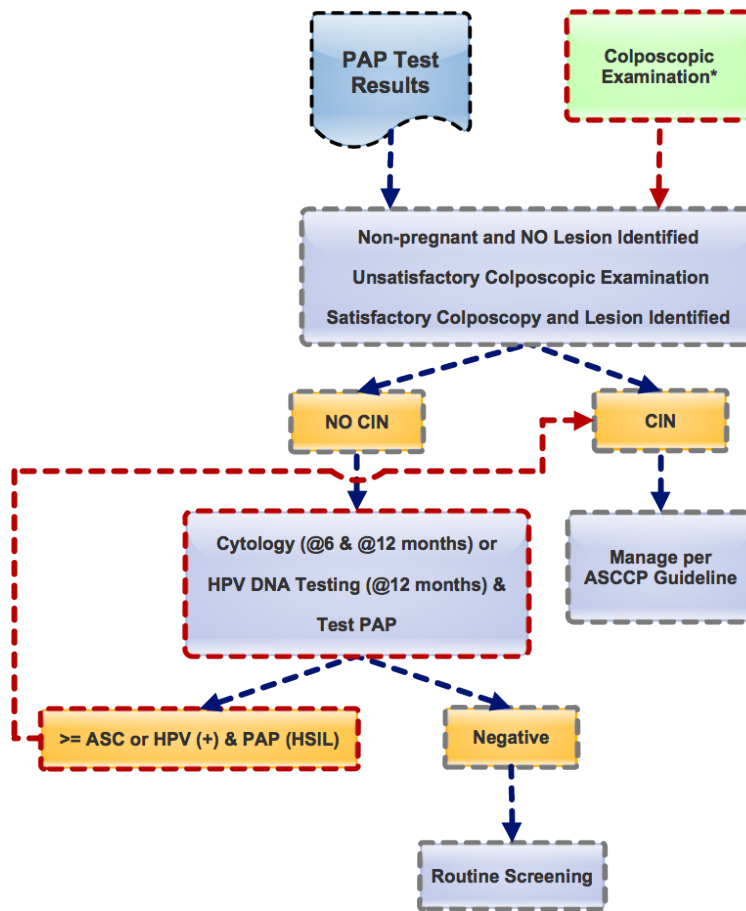 PAP Test
Results
Colposcopic
Examination*
Non-pregnant and NO Lesion Identified
Unsatisfactory Colposcopic Examination
Satisfactory Colposcopy and Lesion Identified
NO CIN
CIN
Cytology (@6 & @12 months) or
HPV DNA Testing (@12 months) &
Test PAP
Manage per
ASCCP Guideline
>= ASC or HPV (+) & PAP (HSIL)
Negative
Routine Screening